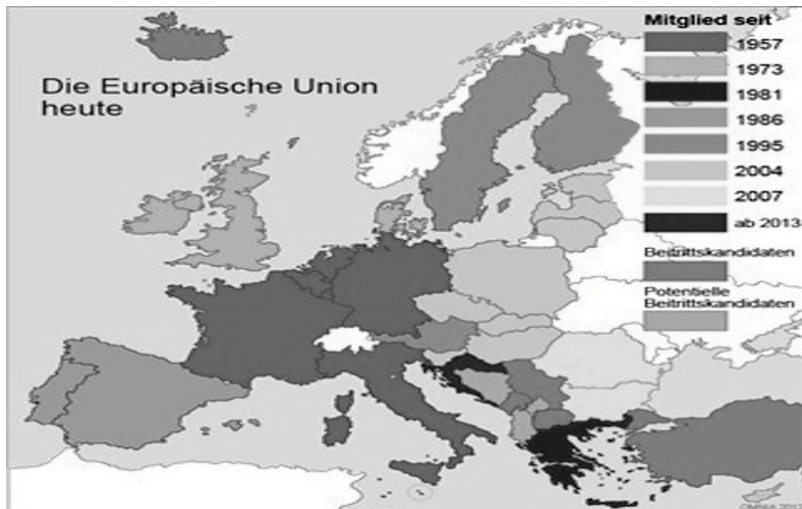 Die Europäische Union
heute
Mitglied seit
1957
1973
1981
1986
1995
2004
2007
ab 2013
Beitrittskandidaten
Potentielle
Beitrittskandidaten